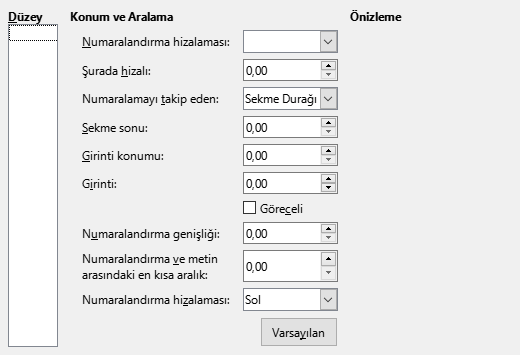 Düzey
Konum ve Aralama
Önizleme
Numaralandırma hizalaması:
Şurada hizalı: 0,00
Numaralamayı takip eden: Sekme Durağı
Sekme sonu: 0,00
Girinti konumu: 0,00
Girinti: 0,00
Göreceli
Numaralandırma genişliği: 0,00
Numaralandırma ve metin
arasındaki en kısa aralık: 0,00
Numaralandırma hizalaması: Sol
Varsayılan